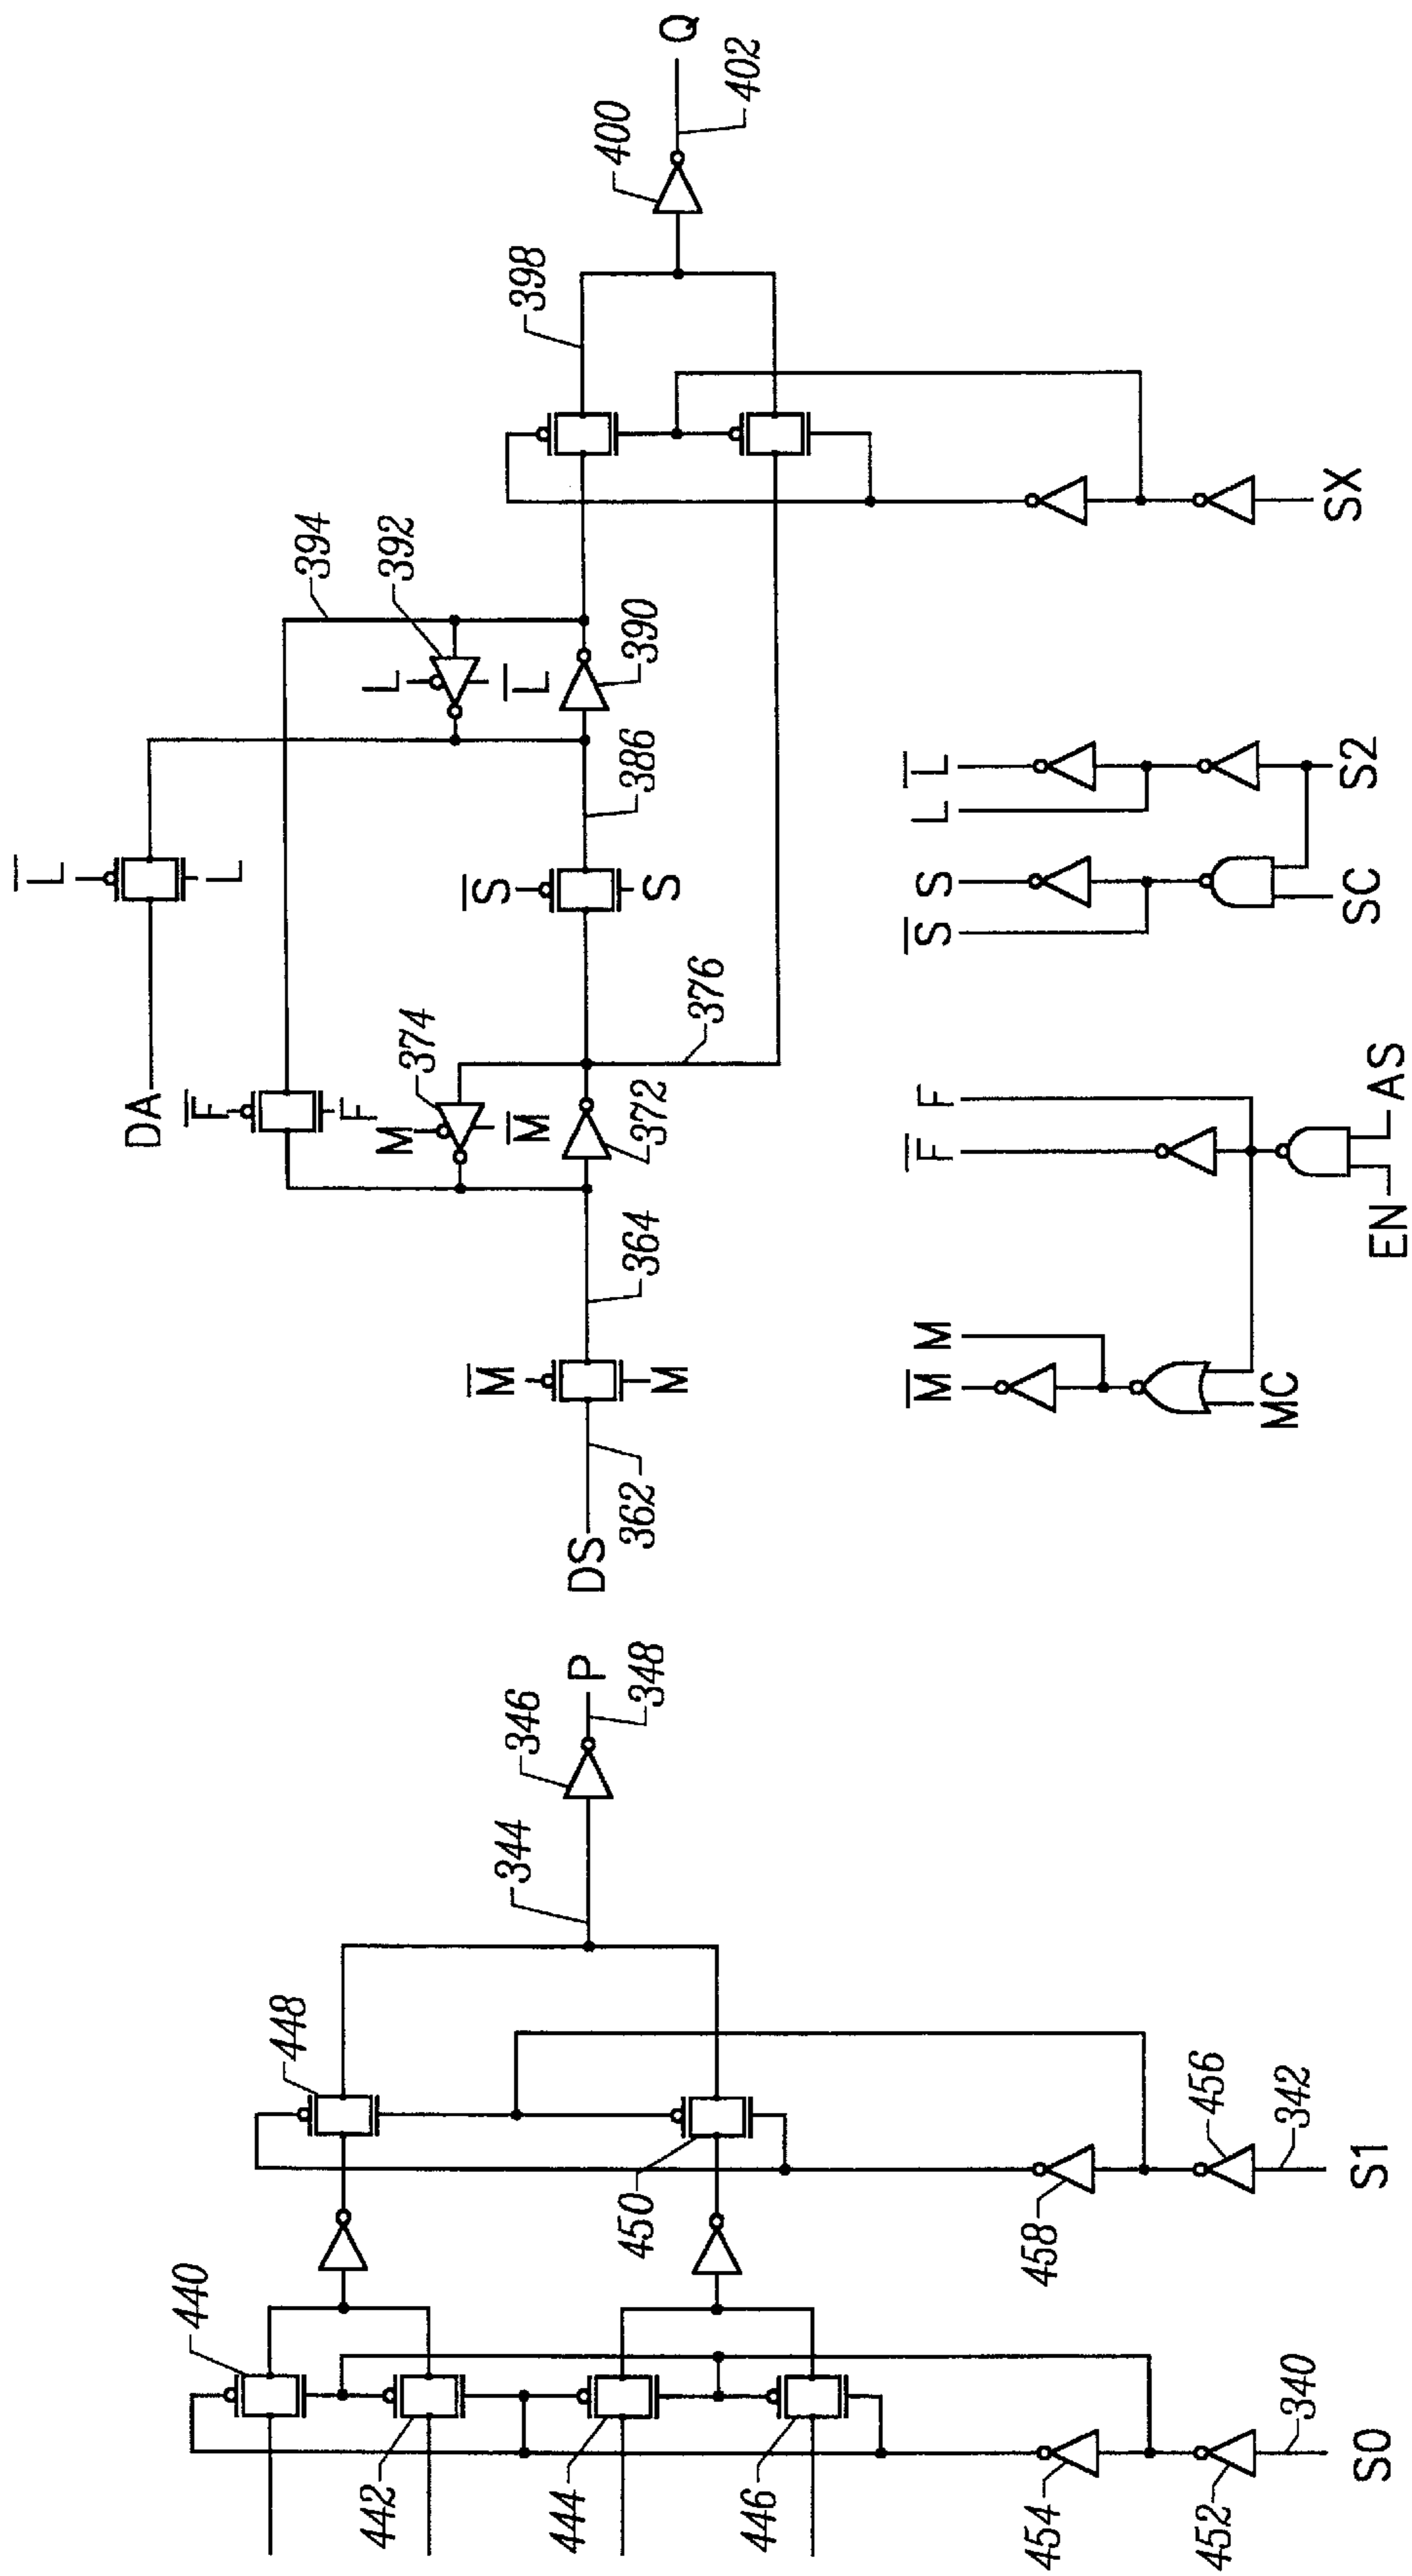 Q
402
400
398
394
392
L
L̅
390
386
L̅
L
S̅
S
DA
F̅
F
374
M
M̅
372
376
364
M̅
M
362
DS
SX
L̅
L
S2
S
S̅
SC
F
F̅
AS
EN
M
M̅
MC
P
348
346
344
448
450
440
442
444
446
456
458
342
S1
454
452
340
S0